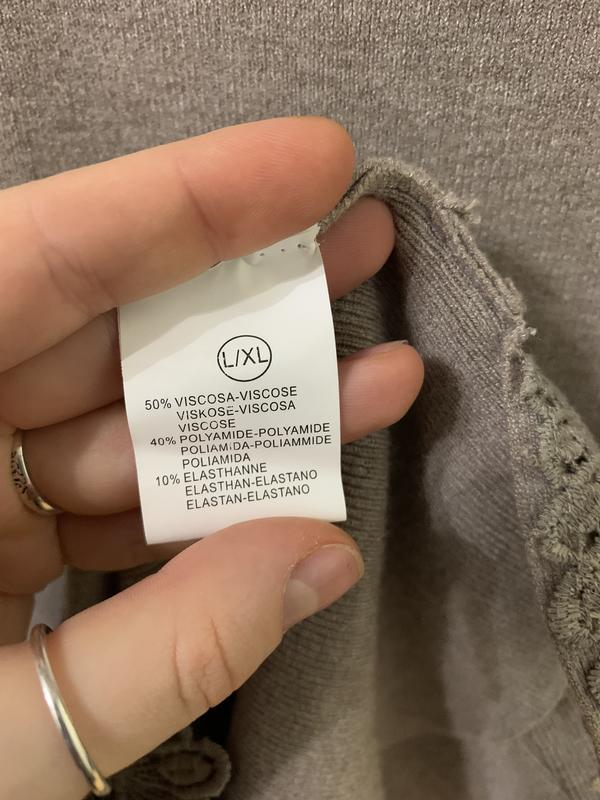 L/XL
50% VISCOSA-VISCOSE
VISKOSE-VISCOSA
VISCOSE
40% POLYAMIDE-POLYAMIDE
POLIAMIDA-POLIAMMIDE
POLIAMIDA
10% ELASTHANNE
ELASTHAN-ELASTANO
ELASTAN-ELASTANO